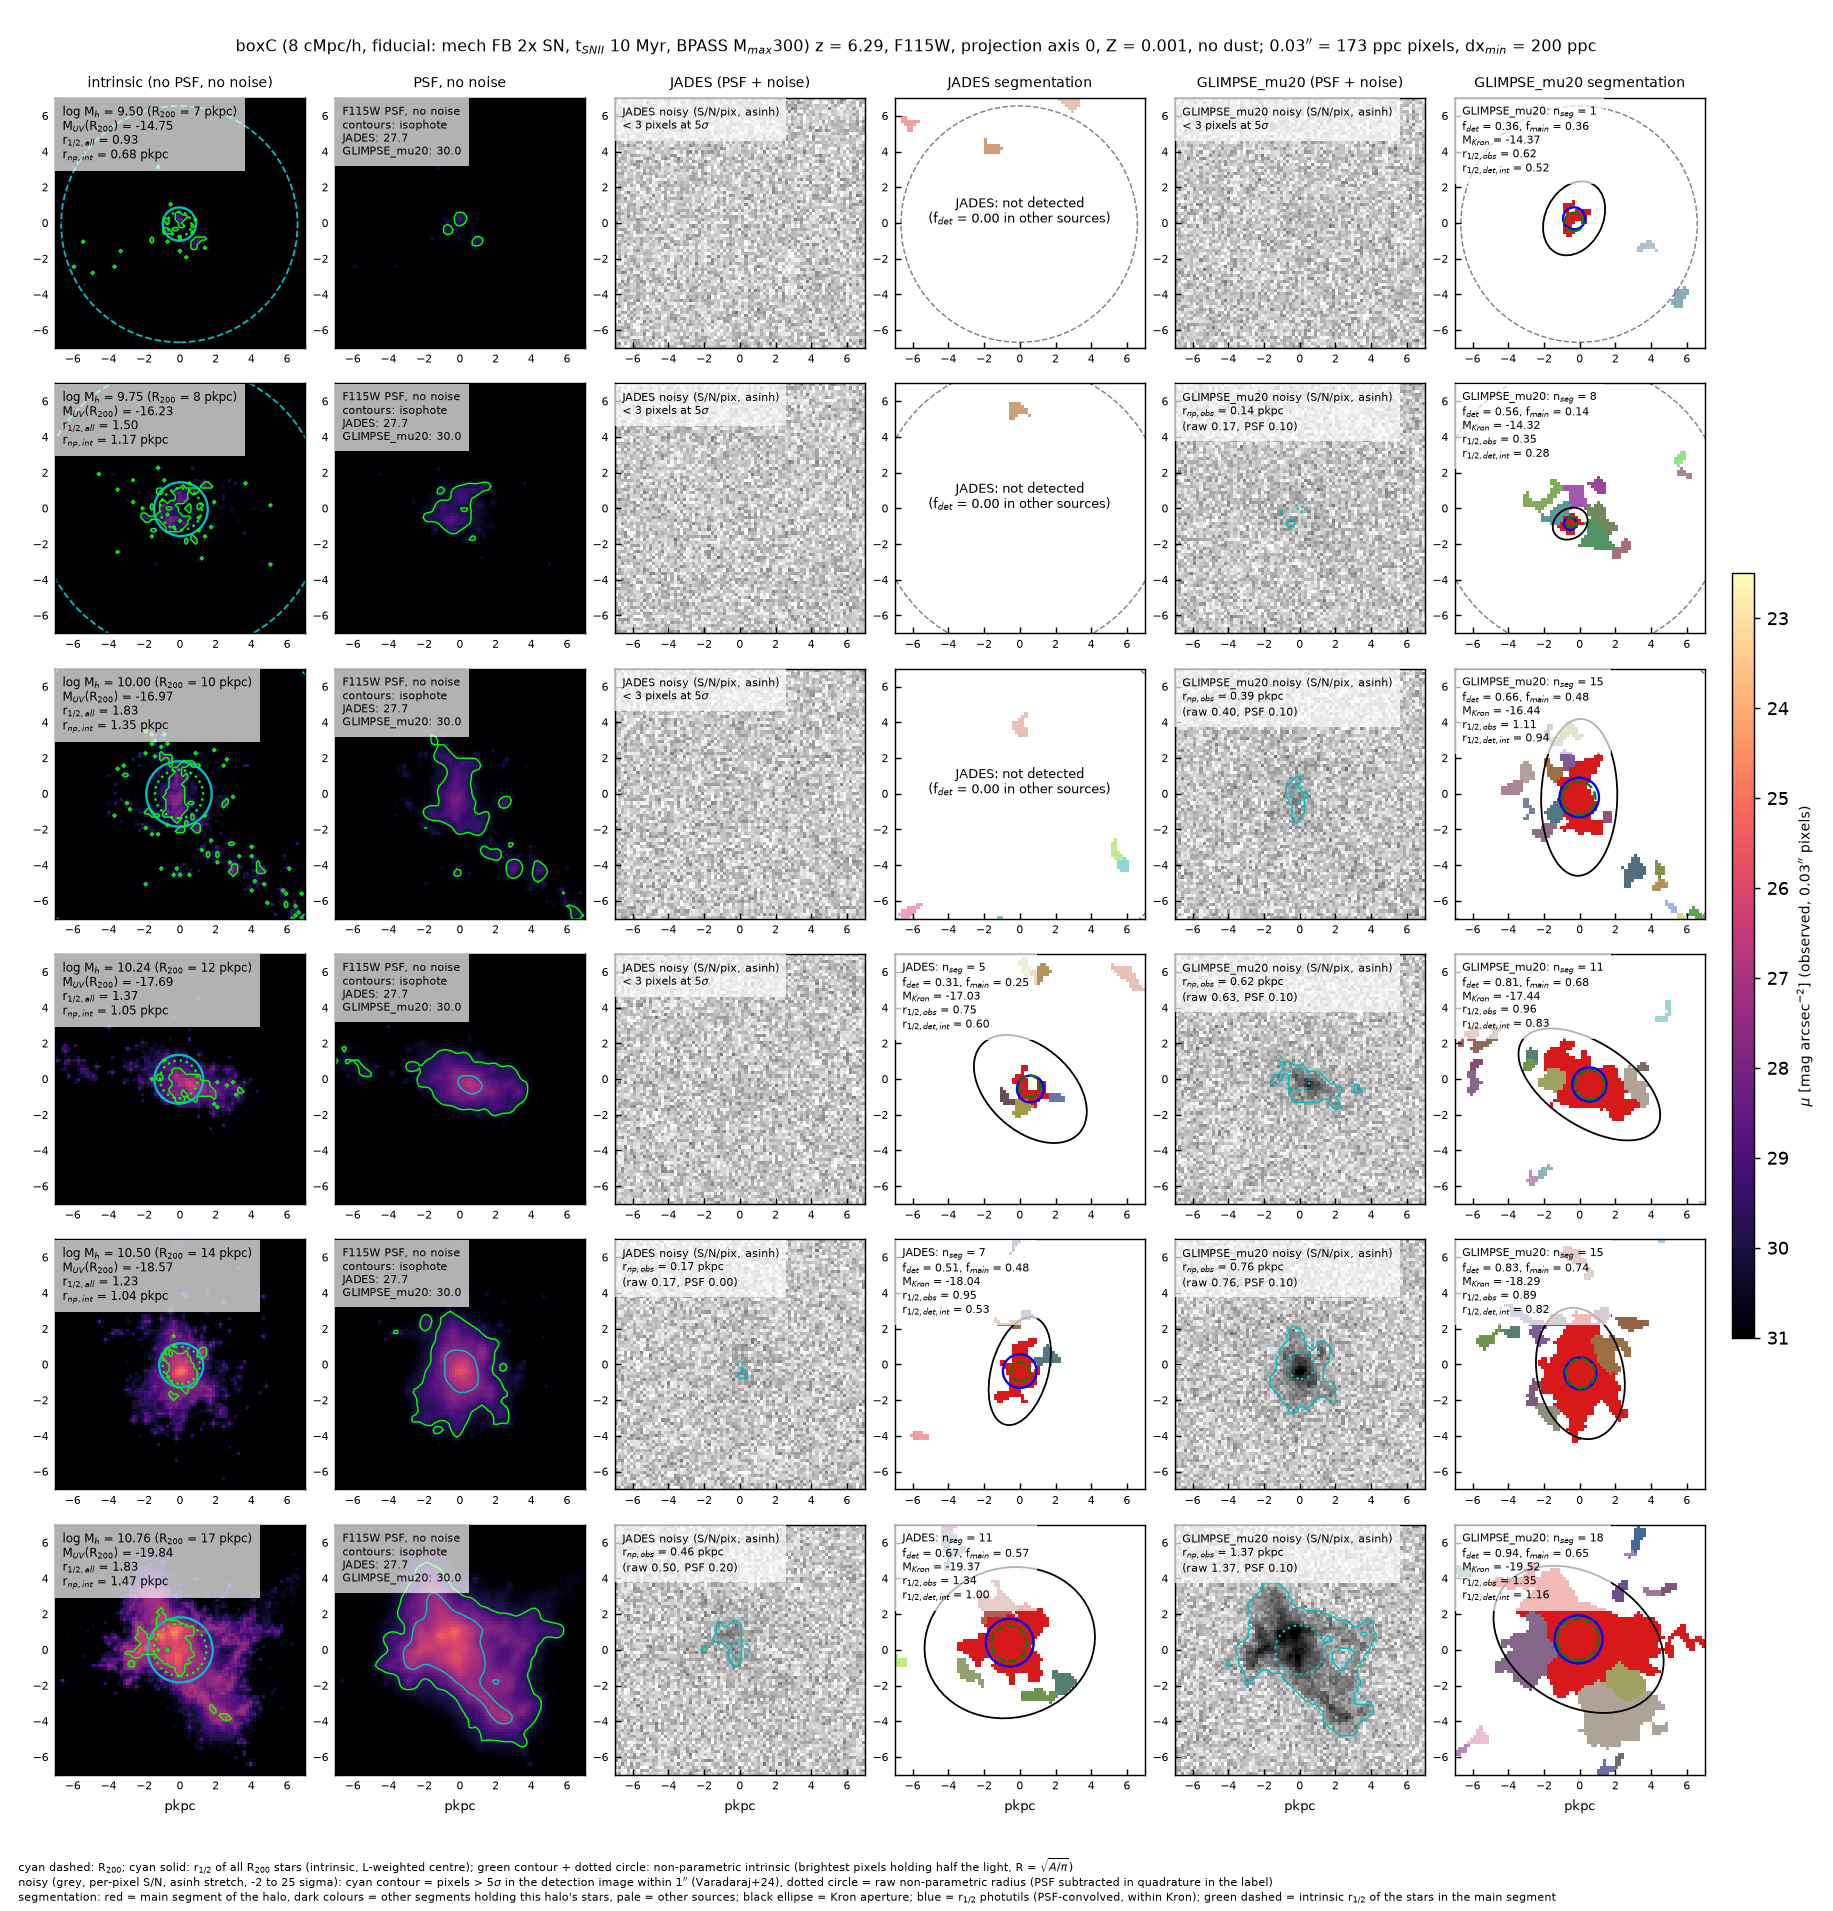 boxC (8 cMpc/h, fiducial: mech FB 2x SN, t_SNII 10 Myr, BPASS M_max300) z = 6.29, F115W, projection axis 0, Z = 0.001, no dust; 0.03″ = 173 ppc pixels, dx_min = 200 ppc
intrinsic (no PSF, no noise)
PSF, no noise
JADES (PSF + noise)
JADES segmentation
GLIMPSE_mu20 (PSF + noise)
GLIMPSE_mu20 segmentation
log M_h = 9.50 (R_200 = 7 pkpc)
M_UV(R_200) = -14.75
r_1/2,all = 0.93
r_np,int = 0.68 pkpc
F115W PSF, no noise
contours: isophote
JADES: 27.7
GLIMPSE_mu20: 30.0
JADES noisy (S/N/pix, asinh)
< 3 pixels at 5σ
JADES: not detected
(f_det = 0.00 in other sources)
GLIMPSE_mu20 noisy (S/N/pix, asinh)
< 3 pixels at 5σ
GLIMPSE_mu20: n_seg = 1
f_det = 0.36, f_main = 0.36
M_Kron = -14.37
r_1/2,obs = 0.62
r_1/2,det,int = 0.52
log M_h = 9.75 (R_200 = 8 pkpc)
M_UV(R_200) = -16.23
r_1/2,all = 1.50
r_np,int = 1.17 pkpc
F115W PSF, no noise
contours: isophote
JADES: 27.7
GLIMPSE_mu20: 30.0
JADES noisy (S/N/pix, asinh)
< 3 pixels at 5σ
JADES: not detected
(f_det = 0.00 in other sources)
GLIMPSE_mu20 noisy (S/N/pix, asinh)
r_np,obs = 0.14 pkpc
(raw 0.17, PSF 0.10)
GLIMPSE_mu20: n_seg = 8
f_det = 0.56, f_main = 0.14
M_Kron = -14.32
r_1/2,obs = 0.35
r_1/2,det,int = 0.28
log M_h = 10.00 (R_200 = 10 pkpc)
M_UV(R_200) = -16.97
r_1/2,all = 1.83
r_np,int = 1.35 pkpc
F115W PSF, no noise
contours: isophote
JADES: 27.7
GLIMPSE_mu20: 30.0
JADES noisy (S/N/pix, asinh)
< 3 pixels at 5σ
JADES: not detected
(f_det = 0.00 in other sources)
GLIMPSE_mu20 noisy (S/N/pix, asinh)
r_np,obs = 0.39 pkpc
(raw 0.40, PSF 0.10)
GLIMPSE_mu20: n_seg = 15
f_det = 0.66, f_main = 0.48
M_Kron = -16.44
r_1/2,obs = 1.11
r_1/2,det,int = 0.94
log M_h = 10.24 (R_200 = 12 pkpc)
M_UV(R_200) = -17.69
r_1/2,all = 1.37
r_np,int = 1.05 pkpc
F115W PSF, no noise
contours: isophote
JADES: 27.7
GLIMPSE_mu20: 30.0
JADES noisy (S/N/pix, asinh)
< 3 pixels at 5σ
JADES: n_seg = 5
f_det = 0.31, f_main = 0.25
M_Kron = -17.03
r_1/2,obs = 0.75
r_1/2,det,int = 0.60
GLIMPSE_mu20 noisy (S/N/pix, asinh)
r_np,obs = 0.62 pkpc
(raw 0.63, PSF 0.10)
GLIMPSE_mu20: n_seg = 11
f_det = 0.81, f_main = 0.68
M_Kron = -17.44
r_1/2,obs = 0.96
r_1/2,det,int = 0.83
log M_h = 10.50 (R_200 = 14 pkpc)
M_UV(R_200) = -18.57
r_1/2,all = 1.23
r_np,int = 1.04 pkpc
F115W PSF, no noise
contours: isophote
JADES: 27.7
GLIMPSE_mu20: 30.0
JADES noisy (S/N/pix, asinh)
r_np,obs = 0.17 pkpc
(raw 0.17, PSF 0.00)
JADES: n_seg = 7
f_det = 0.51, f_main = 0.48
M_Kron = -18.04
r_1/2,obs = 0.95
r_1/2,det,int = 0.53
GLIMPSE_mu20 noisy (S/N/pix, asinh)
r_np,obs = 0.76 pkpc
(raw 0.76, PSF 0.10)
GLIMPSE_mu20: n_seg = 15
f_det = 0.83, f_main = 0.74
M_Kron = -18.29
r_1/2,obs = 0.89
r_1/2,det,int = 0.82
log M_h = 10.76 (R_200 = 17 pkpc)
M_UV(R_200) = -19.84
r_1/2,all = 1.83
r_np,int = 1.47 pkpc
F115W PSF, no noise
contours: isophote
JADES: 27.7
GLIMPSE_mu20: 30.0
JADES noisy (S/N/pix, asinh)
r_np,obs = 0.46 pkpc
(raw 0.50, PSF 0.20)
JADES: n_seg = 11
f_det = 0.67, f_main = 0.57
M_Kron = -19.37
r_1/2,obs = 1.34
r_1/2,det,int = 1.00
GLIMPSE_mu20 noisy (S/N/pix, asinh)
r_np,obs = 1.37 pkpc
(raw 1.37, PSF 0.10)
GLIMPSE_mu20: n_seg = 18
f_det = 0.94, f_main = 0.65
M_Kron = -19.52
r_1/2,obs = 1.35
r_1/2,det,int = 1.16
−6 −4 −2 0 2 4 6
pkpc
pkpc
pkpc
pkpc
pkpc
pkpc
23
24
25
26
27
28
29
30
31
μ [mag arcsec⁻²] (observed, 0.03″ pixels)
cyan dashed: R_200; cyan solid: r_1/2 of all R_200 stars (intrinsic, L-weighted centre); green contour + dotted circle: non-parametric intrinsic (brightest pixels holding half the light, R = √A/π)
noisy (grey, per-pixel S/N, asinh stretch, -2 to 25 sigma): cyan contour = pixels > 5σ in the detection image within 1″ (Varadaraj+24), dotted circle = raw non-parametric radius (PSF subtracted in quadrature in the label)
segmentation: red = main segment of the halo, dark colours = other segments holding this halo's stars, pale = other sources; black ellipse = Kron aperture; blue = r_1/2 photutils (PSF-convolved, within Kron); green dashed = intrinsic r_1/2 of the stars in the main segment